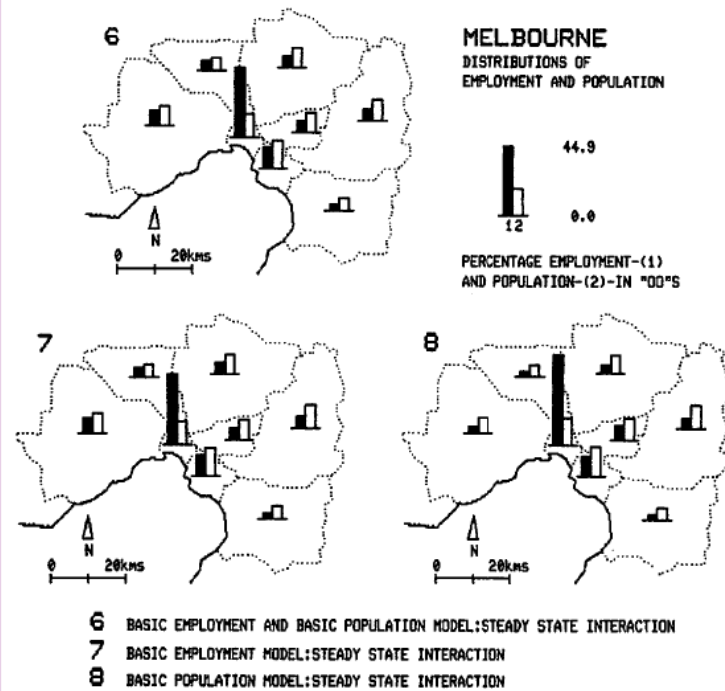 6
MELBOURNE
DISTRIBUTIONS OF
EMPLOYMENT AND POPULATION
44.9
0.0
12
PERCENTAGE EMPLOYMENT-(1)
AND POPULATION-(2)-IN "OD"S
N
0 20kms
7
N
0 20kms
8
N
0 20kms
6 BASIC EMPLOYMENT AND BASIC POPULATION MODEL:STEADY STATE INTERACTION
7 BASIC EMPLOYMENT MODEL:STEADY STATE INTERACTION
8 BASIC POPULATION MODEL:STEADY STATE INTERACTION